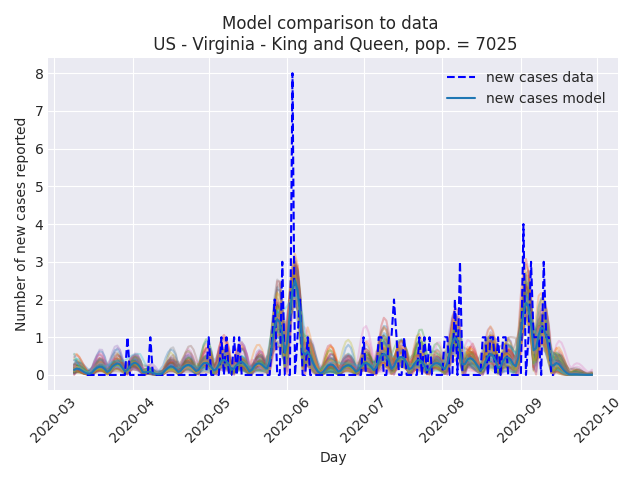 Model comparison to data
US - Virginia - King and Queen, pop. = 7025
new cases data
new cases model
Number of new cases reported
8
7
6
5
4
3
2
1
0
2020-03
2020-04
2020-05
2020-06
2020-07
2020-08
2020-09
2020-10
Day